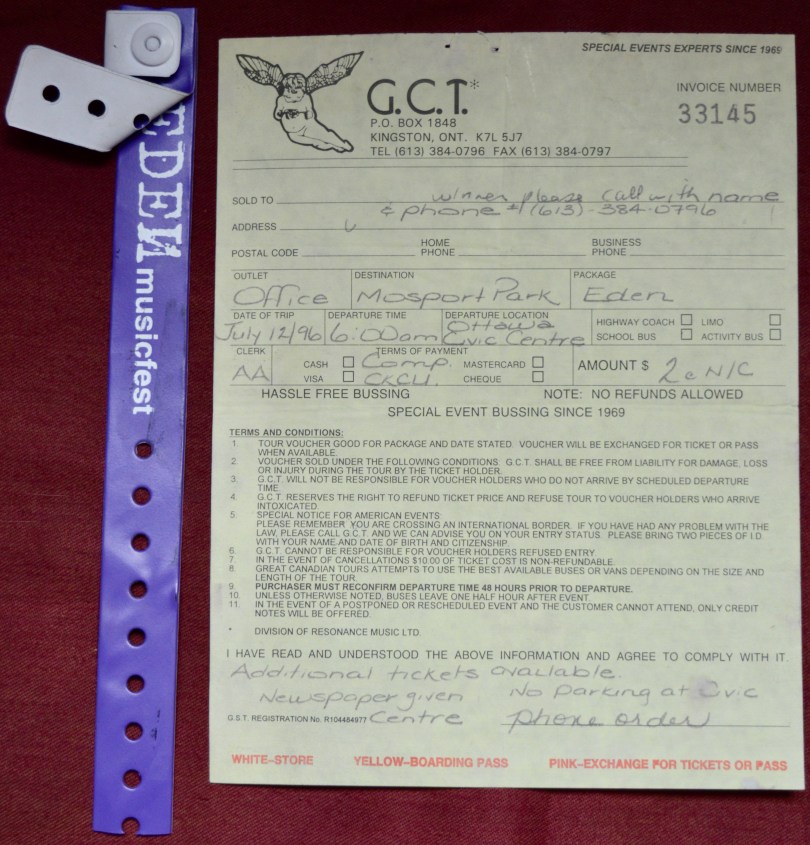 EDEN musicfest
SPECIAL EVENTS EXPERTS SINCE 1969
G.C.T.*
P.O. BOX 1848
KINGSTON, ONT. K7L 5J7
TEL (613) 384-0796 FAX (613) 384-0797
INVOICE NUMBER
33145
SOLD TO winner please call with name
& phone # (613)-384-0796
ADDRESS
POSTAL CODE HOME PHONE BUSINESS PHONE
OUTLET DESTINATION PACKAGE
Office Mosport Park Eden
DATE OF TRIP DEPARTURE TIME DEPARTURE LOCATION
July 12/96 6:00am Ottawa Civic Centre
HIGHWAY COACH LIMO
SCHOOL BUS ACTIVITY BUS
CLERK TERMS OF PAYMENT
AA CASH Comp. MASTERCARD AMOUNT $ 2@ N/C
VISA CKCU CHEQUE
HASSLE FREE BUSSING NOTE: NO REFUNDS ALLOWED
SPECIAL EVENT BUSSING SINCE 1969
TERMS AND CONDITIONS:
1. TOUR VOUCHER GOOD FOR PACKAGE AND DATE STATED. VOUCHER WILL BE EXCHANGED FOR TICKET OR PASS
WHEN AVAILABLE.
2. VOUCHER SOLD UNDER THE FOLLOWING CONDITIONS: G.C.T. SHALL BE FREE FROM LIABILITY FOR DAMAGE, LOSS
OR INJURY DURING THE TOUR BY THE TICKET HOLDER.
3. G.C.T. WILL NOT BE RESPONSIBLE FOR VOUCHER HOLDERS WHO DO NOT ARRIVE BY SCHEDULED DEPARTURE
TIME.
4. G.C.T. RESERVES THE RIGHT TO REFUND TICKET PRICE AND REFUSE TOUR TO VOUCHER HOLDERS WHO ARRIVE
INTOXICATED.
5. SPECIAL NOTICE FOR AMERICAN EVENTS:
PLEASE REMEMBER YOU ARE CROSSING AN INTERNATIONAL BORDER. IF YOU HAVE HAD ANY PROBLEM WITH THE
LAW, PLEASE CALL G.C.T. AND WE CAN ADVISE YOU ON YOUR ENTRY STATUS. PLEASE BRING TWO PIECES OF I.D.
WITH YOUR NAME AND DATE OF BIRTH AND CITIZENSHIP.
6. G.C.T. CANNOT BE RESPONSIBLE FOR VOUCHER HOLDERS REFUSED ENTRY
7. IN THE EVENT OF CANCELLATIONS $10.00 OF TICKET COST IS NON-REFUNDABLE.
8. GREAT CANADIAN TOURS ATTEMPTS TO USE THE BEST AVAILABLE BUSES OR VANS DEPENDING ON THE SIZE AND
LENGTH OF THE TOUR.
9. PURCHASER MUST RECONFIRM DEPARTURE TIME 48 HOURS PRIOR TO DEPARTURE.
10. UNLESS OTHERWISE NOTED, BUSES LEAVE ONE HALF HOUR AFTER EVENT.
11. IN THE EVENT OF A POSTPONED OR RESCHEDULED EVENT AND THE CUSTOMER CANNOT ATTEND, ONLY CREDIT
NOTES WILL BE OFFERED.
* DIVISION OF RESONANCE MUSIC LTD.
I HAVE READ AND UNDERSTOOD THE ABOVE INFORMATION AND AGREE TO COMPLY WITH IT.
Additional tickets available.
Newspaper given No parking at Civic
G.S.T. REGISTRATION No. R104484977 Centre phone order
WHITE-STORE YELLOW-BOARDING PASS PINK-EXCHANGE FOR TICKETS OR PASS